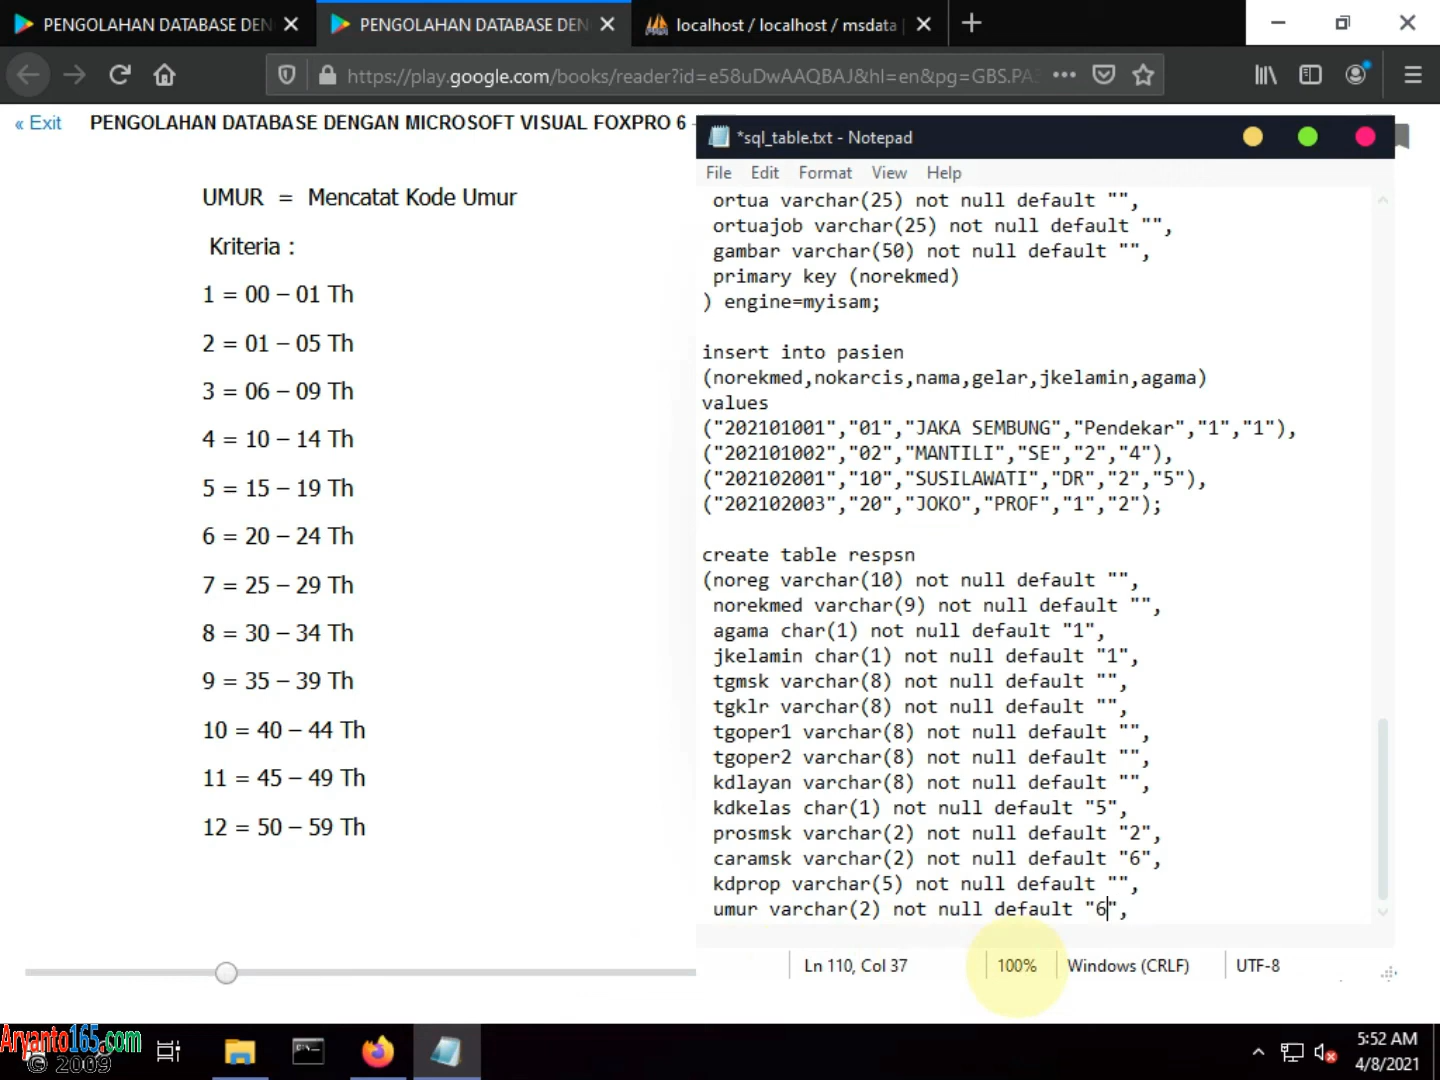 PENGOLAHAN DATABASE DEN
PENGOLAHAN DATABASE DEN
localhost / localhost / msdata |
https://play.google.com/books/reader?id=e58uDwAAQBAJ&hl=en&pg=GBS.PA3
« Exit
PENGOLAHAN DATABASE DENGAN MICROSOFT VISUAL FOXPRO 6 -
UMUR = Mencatat Kode Umur
Kriteria :
1 = 00 – 01 Th
2 = 01 – 05 Th
3 = 06 – 09 Th
4 = 10 – 14 Th
5 = 15 – 19 Th
6 = 20 – 24 Th
7 = 25 – 29 Th
8 = 30 – 34 Th
9 = 35 – 39 Th
10 = 40 – 44 Th
11 = 45 – 49 Th
12 = 50 – 59 Th
*sql_table.txt - Notepad
File Edit Format View Help
ortua varchar(25) not null default "",
ortuajob varchar(25) not null default "",
gambar varchar(50) not null default "",
primary key (norekmed)
) engine=myisam;
insert into pasien
(norekmed,nokarcis,nama,gelar,jkelamin,agama)
values
("202101001","01","JAKA SEMBUNG","Pendekar","1","1"),
("202101002","02","MANTILI","SE","2","4"),
("202102001","10","SUSILAWATI","DR","2","5"),
("202102003","20","JOKO","PROF","1","2");
create table respsn
(noreg varchar(10) not null default "",
norekmed varchar(9) not null default "",
agama char(1) not null default "1",
jkelamin char(1) not null default "1",
tgmsk varchar(8) not null default "",
tgklr varchar(8) not null default "",
tgoper1 varchar(8) not null default "",
tgoper2 varchar(8) not null default "",
kdlayan varchar(8) not null default "",
kdkelas char(1) not null default "5",
prosmsk varchar(2) not null default "2",
caramsk varchar(2) not null default "6",
kdprop varchar(5) not null default "",
umur varchar(2) not null default "6",
Ln 110, Col 37
100%
Windows (CRLF)
UTF-8
Aryanto165.com
© 2009
5:52 AM
4/8/2021